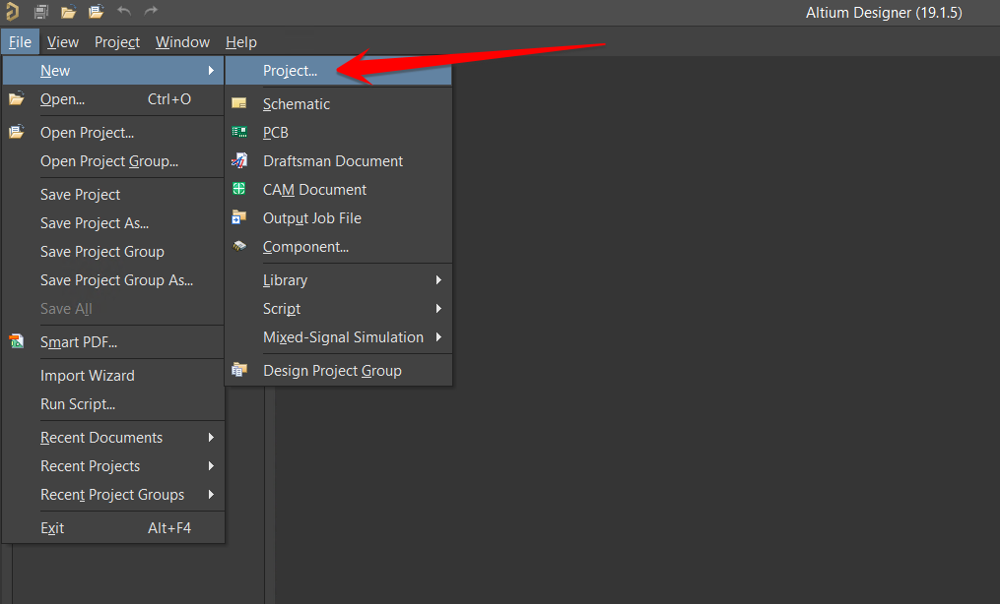 Altium Designer (19.1.5)
File View Project Window Help
New
Open... Ctrl+O
Open Project...
Open Project Group...
Save Project
Save Project As...
Save Project Group
Save Project Group As...
Save All
Smart PDF...
Import Wizard
Run Script...
Recent Documents
Recent Projects
Recent Project Groups
Exit Alt+F4
Project...
Schematic
PCB
Draftsman Document
CAM Document
Output Job File
Component...
Library
Script
Mixed-Signal Simulation
Design Project Group